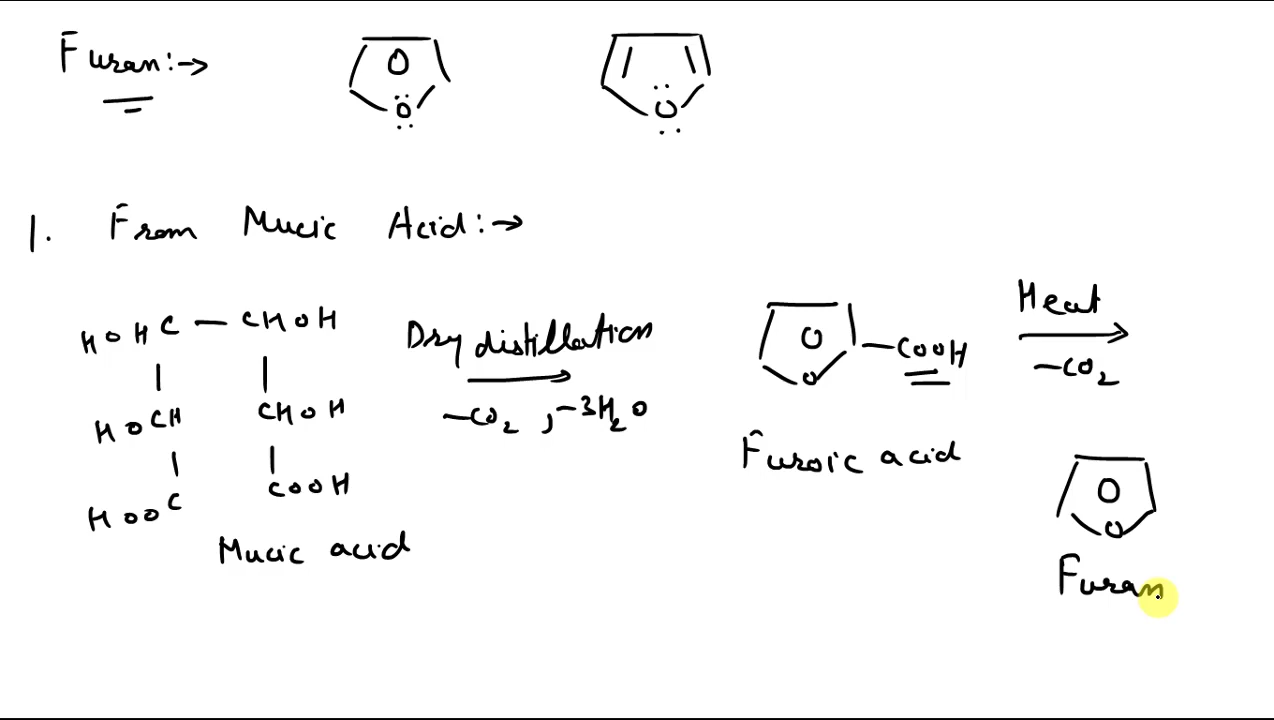 Furan:→
O
Ö
O
1. From Mucic Acid:→
HOHC — CHOH
HOCH CHOH
HOOC COOH
Mucic acid
Dry distillation
-CO2 , -3H2O
O
O
-COOH
Furoic acid
Heat
-CO2
O
O
Furan